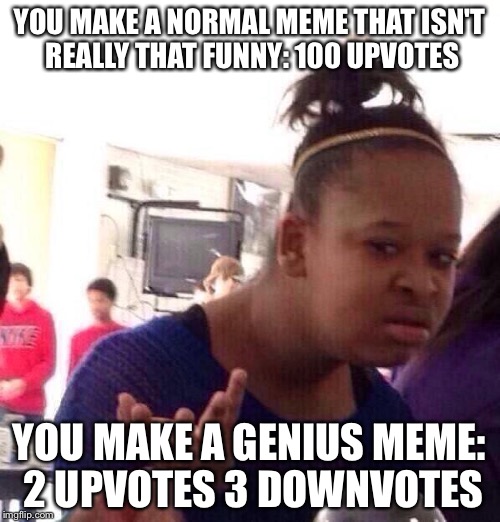 YOU MAKE A NORMAL MEME THAT ISN'T
REALLY THAT FUNNY: 100 UPVOTES
YOU MAKE A GENIUS MEME:
2 UPVOTES 3 DOWNVOTES
imgflip.com